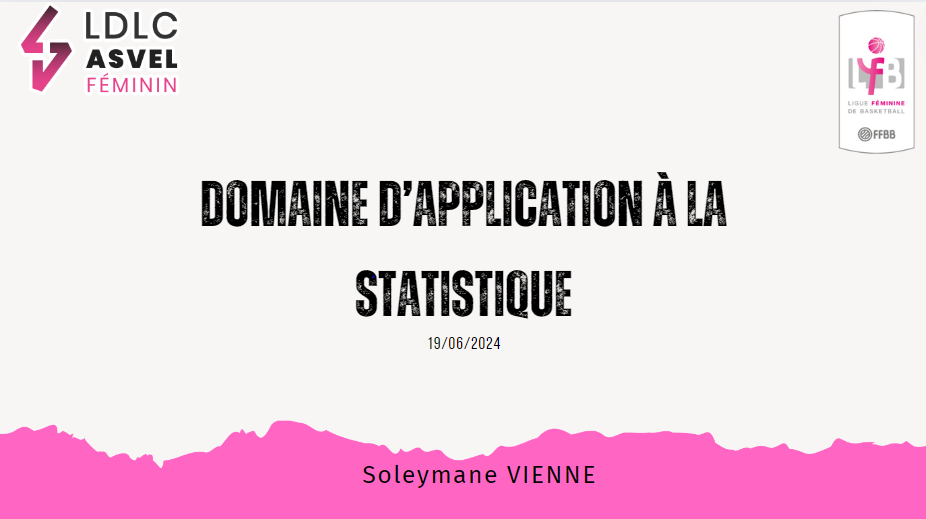 LDLC
ASVEL
FÉMININ
LFB
LIGUE FÉMININE
DE BASKETBALL
FFBB
DOMAINE D'APPLICATION À LA
STATISTIQUE
19/06/2024
Soleymane VIENNE